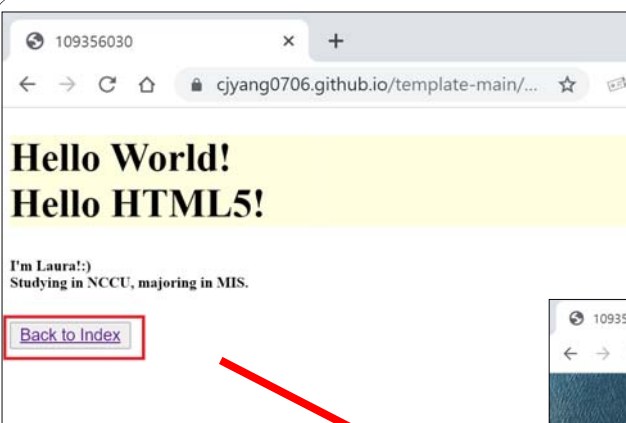 109356030
cjyang0706.github.io/template-main/...
Hello World!
Hello HTML5!
I'm Laura!:)
Studying in NCCU, majoring in MIS.
Back to Index
10935